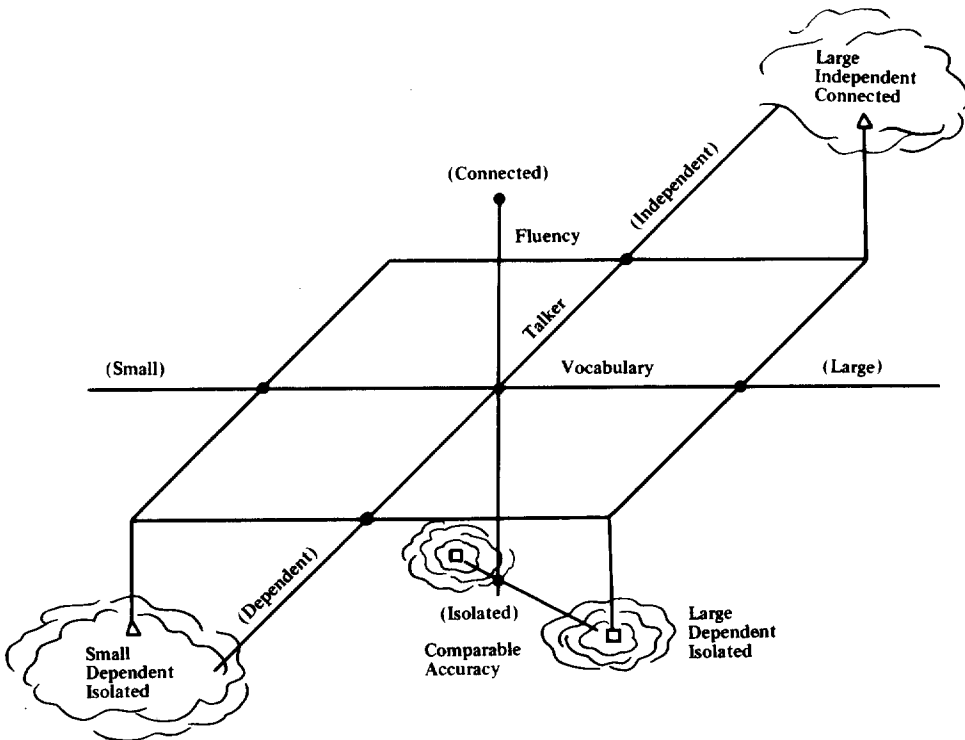 Large
Independent
Connected
(Connected)
(Independent)
Fluency
Talker
(Small)
Vocabulary
(Large)
(Dependent)
(Isolated)
Comparable
Accuracy
Large
Dependent
Isolated
Small
Dependent
Isolated